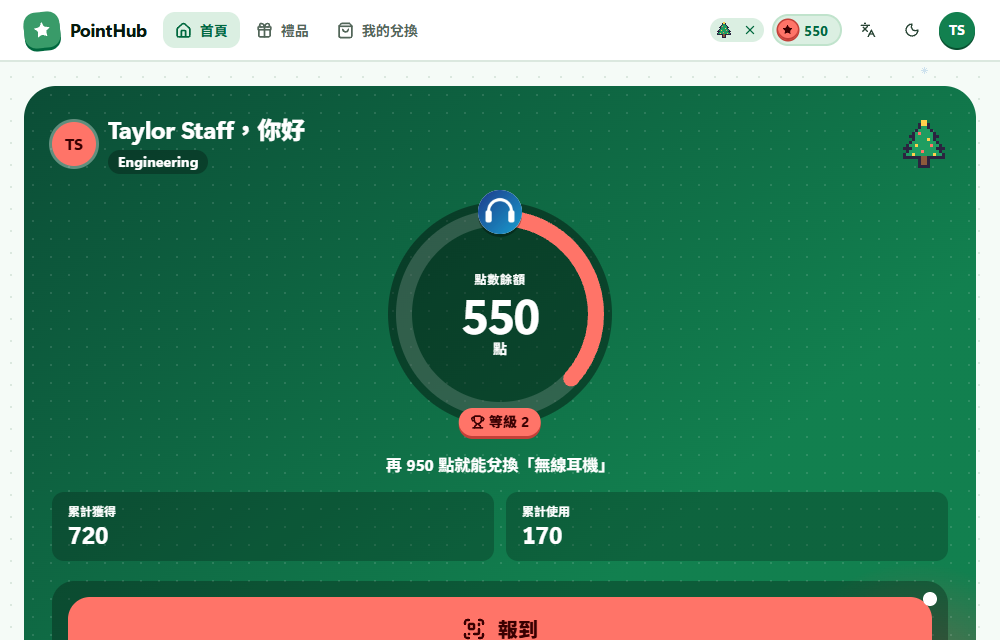 PointHub
首頁
禮品
我的兌換
550
TS
TS
Taylor Staff，你好
Engineering
點數餘額
550
點
等級 2
再 950 點就能兌換「無線耳機」
累計獲得
720
累計使用
170
報到